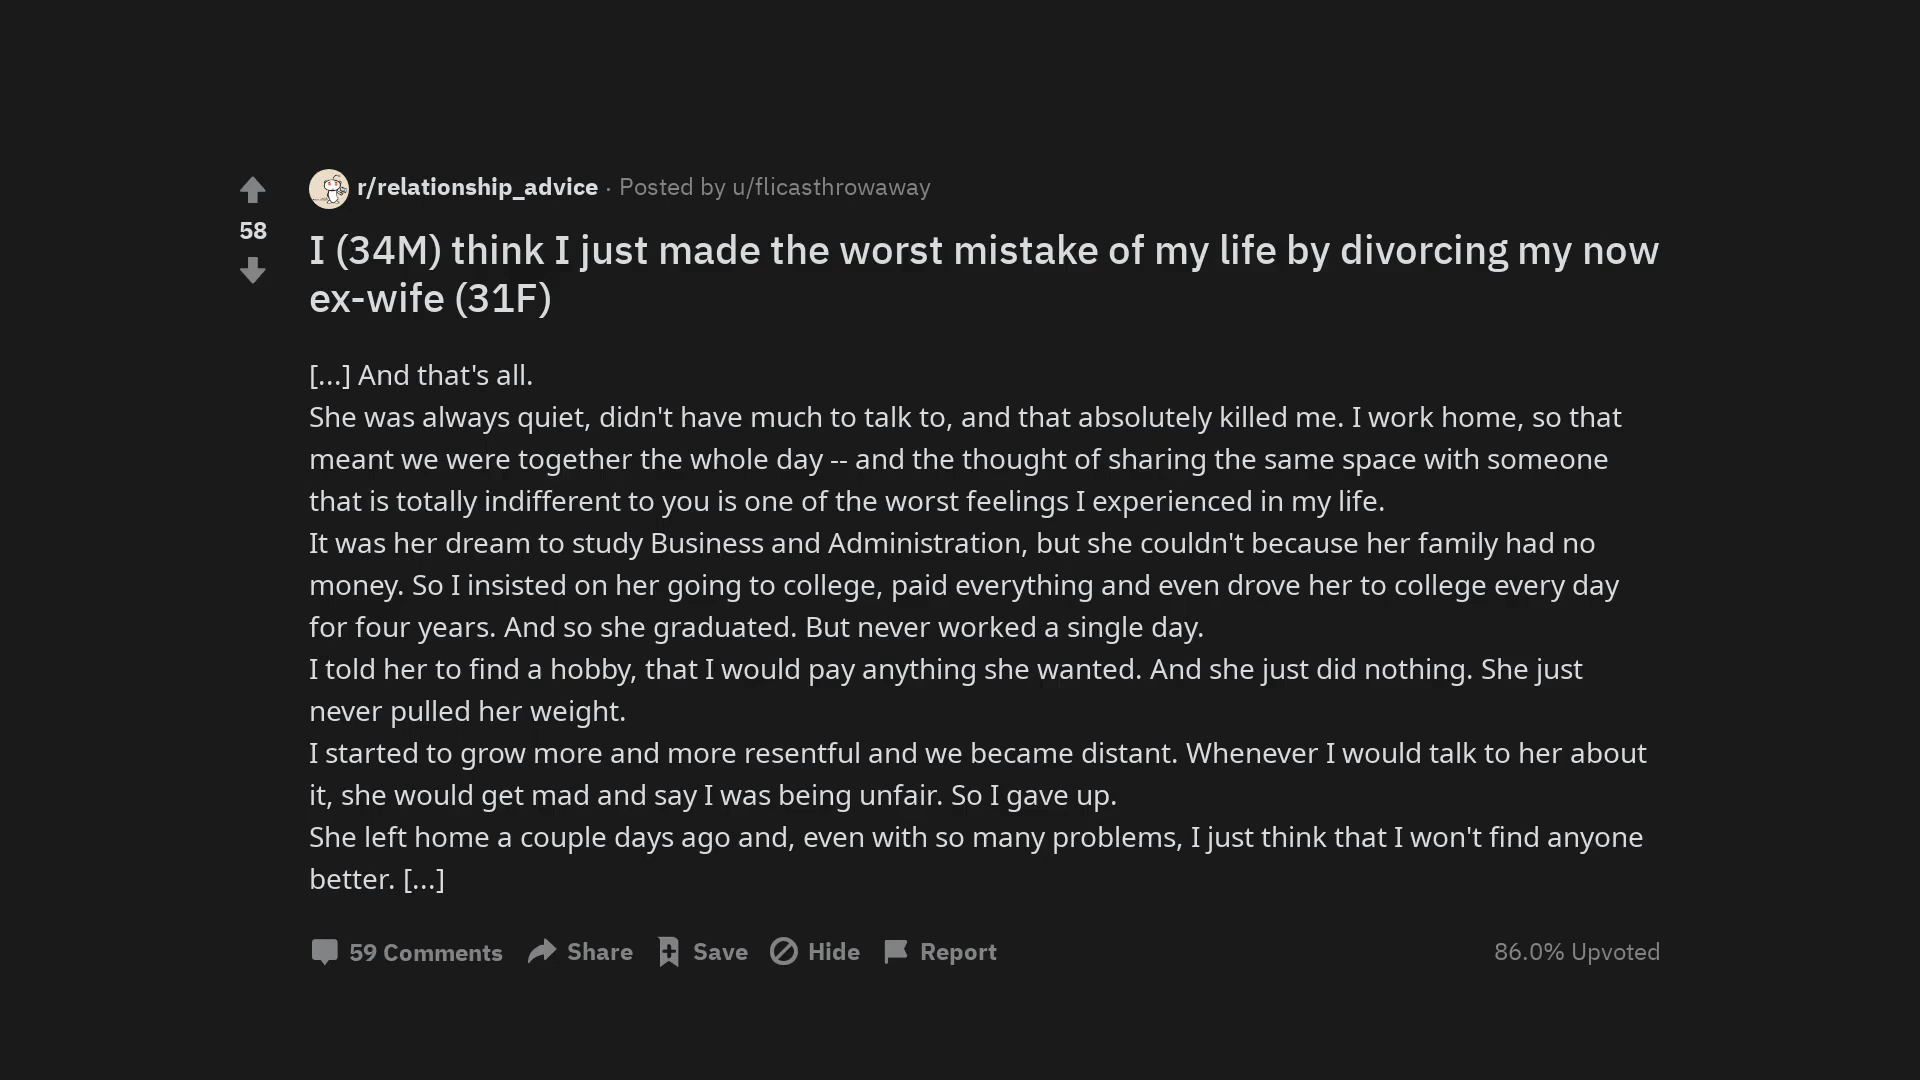 r/relationship_advice · Posted by u/flicasthrowaway
58
I (34M) think I just made the worst mistake of my life by divorcing my now
ex-wife (31F)
[...] And that's all.
She was always quiet, didn't have much to talk to, and that absolutely killed me. I work home, so that
meant we were together the whole day -- and the thought of sharing the same space with someone
that is totally indifferent to you is one of the worst feelings I experienced in my life.
It was her dream to study Business and Administration, but she couldn't because her family had no
money. So I insisted on her going to college, paid everything and even drove her to college every day
for four years. And so she graduated. But never worked a single day.
I told her to find a hobby, that I would pay anything she wanted. And she just did nothing. She just
never pulled her weight.
I started to grow more and more resentful and we became distant. Whenever I would talk to her about
it, she would get mad and say I was being unfair. So I gave up.
She left home a couple days ago and, even with so many problems, I just think that I won't find anyone
better. [...]
59 Comments Share Save Hide Report 86.0% Upvoted